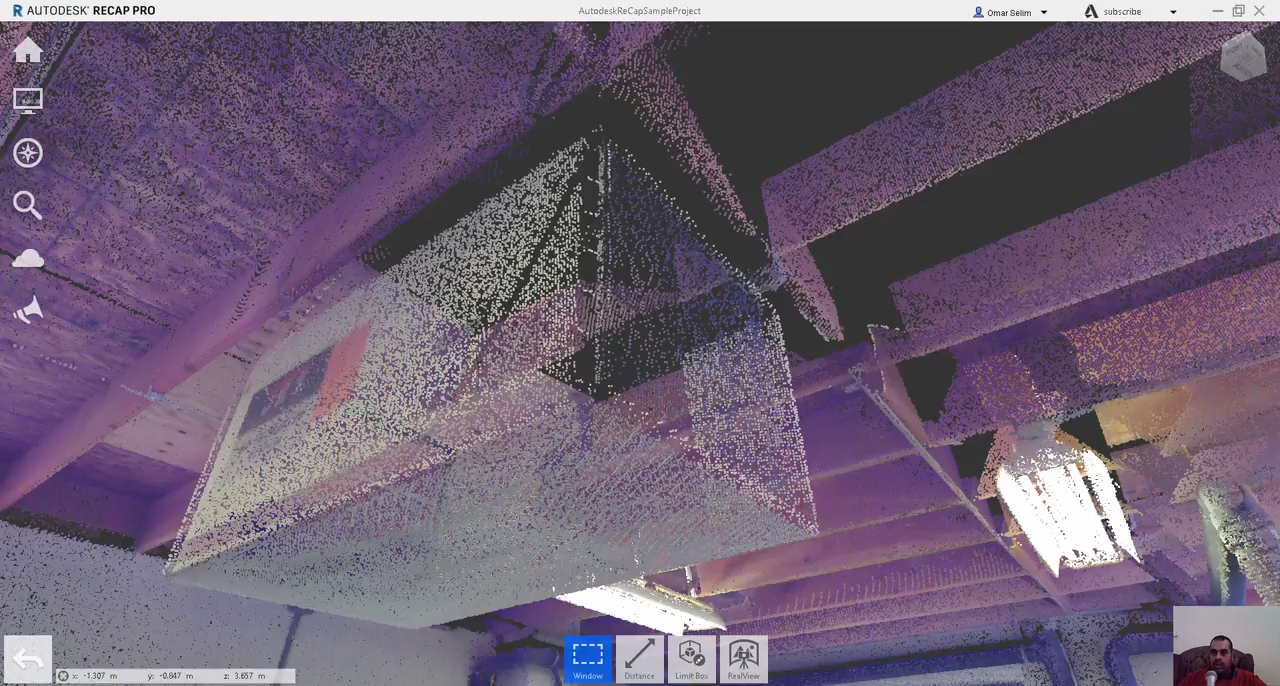 R AUTODESK® RECAP PRO
AutodeskReCapSampleProject
Omar Selim
subscribe
x: -1.307 m y: -0.847 m z: 3.657 m
Window
Distance
Limit Box
RealView